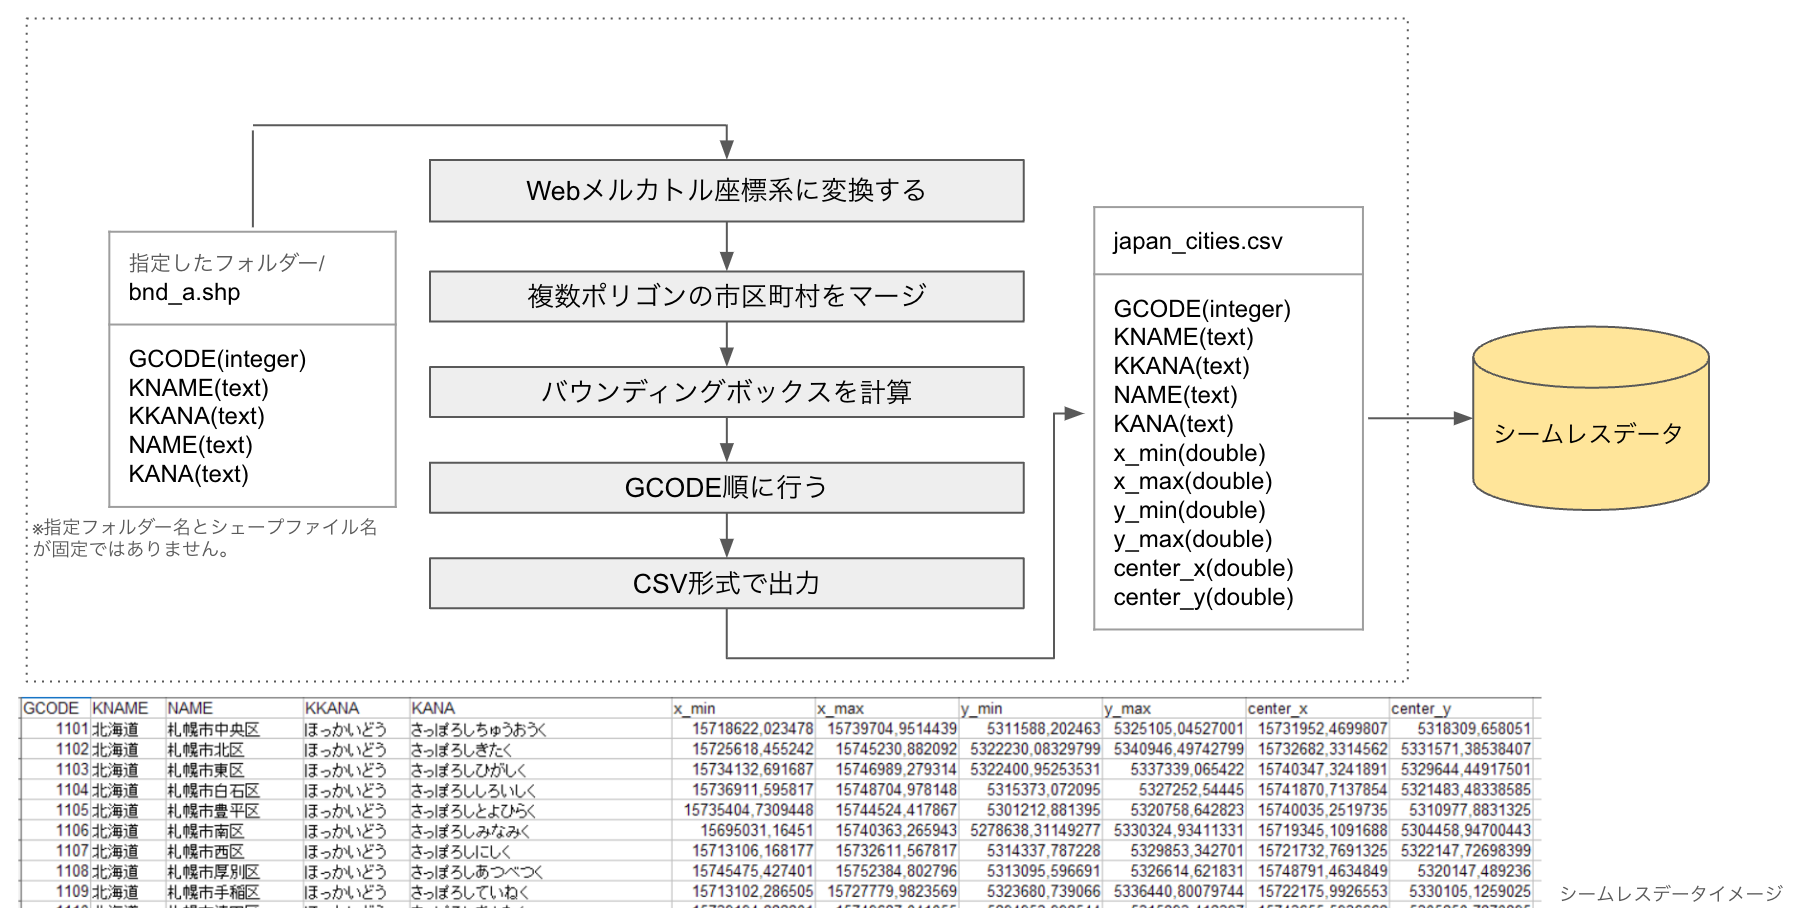 Webメルカトル座標系に変換する
複数ポリゴンの市区町村をマージ
バウンディングボックスを計算
GCODE順に行う
CSV形式で出力
指定したフォルダー/
bnd_a.shp
GCODE(integer)
KNAME(text)
KKANA(text)
NAME(text)
KANA(text)
※指定フォルダー名とシェープファイル名
が固定ではありません。
japan_cities.csv
GCODE(integer)
KNAME(text)
KKANA(text)
NAME(text)
KANA(text)
x_min(double)
x_max(double)
y_min(double)
y_max(double)
center_x(double)
center_y(double)
シームレスデータ
GCODE KNAME NAME KKANA KANA x_min x_max y_min y_max center_x center_y
1101 北海道 札幌市中央区 ほっかいどう さっぽろしちゅうおうく 15718622,023478 15739704,9514439 5311588,202463 5325105,04527001 15731952,4699807 5318309,658051
1102 北海道 札幌市北区 ほっかいどう さっぽろしきたく 15725618,455242 15745230,882092 5322230,08329799 5340946,49742799 15732682,3314562 5331571,38538407
1103 北海道 札幌市東区 ほっかいどう さっぽろしひがしく 15734132,691687 15746989,279314 5322400,95253531 5337339,065422 15740347,3241891 5329644,44917501
1104 北海道 札幌市白石区 ほっかいどう さっぽろししろいしく 15736911,595817 15748704,978148 5315373,072095 5327252,54445 15741870,7137854 5321483,48338585
1105 北海道 札幌市豊平区 ほっかいどう さっぽろしとよひらく 15735404,7309448 15744524,417867 5301212,881395 5320758,642823 15740035,2519735 5310977,8831325
1106 北海道 札幌市南区 ほっかいどう さっぽろしみなみく 15695031,16451 15740363,265943 5278638,31149277 5330324,93411331 15719345,1091688 5304458,94700443
1107 北海道 札幌市西区 ほっかいどう さっぽろしにしく 15713106,168177 15732611,567817 5314337,787228 5329853,342701 15721732,7691325 5322147,72698399
1108 北海道 札幌市厚別区 ほっかいどう さっぽろしあつべつく 15745475,427401 15752384,802796 5313095,596691 5326614,621831 15748791,4634849 5320147,489236
1109 北海道 札幌市手稲区 ほっかいどう さっぽろしていねく 15713102,286505 15727779,9823569 5323680,739066 5336440,80079744 15722175,9926553 5330105,1259025
シームレスデータイメージ